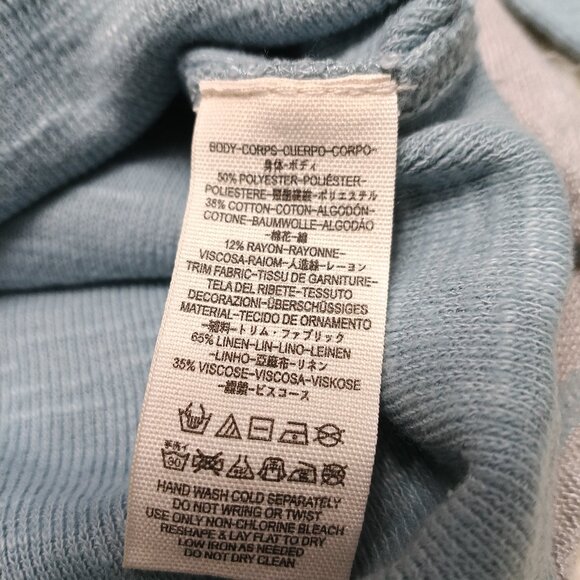 BODY-CORPS-CUERPO-CORPO-
身体-ボディ
50% POLYESTER-POLIÉSTER-
POLIESTERE-聚酯纖維-ポリエステル
38% COTTON-COTON-ALGODÓN-
COTONE-BAUMWOLLE-ALGODÃO
-棉花-綿
12% RAYON-RAYONNE-
VISCOSA-RAIOM-人造絲-レーヨン
TRIM FABRIC-TISSU DE GARNITURE-
TELA DEL RIBETE-TESSUTO
DECORAZIONI-ÜBERSCHÜSSIGES
MATERIAL-TECIDO DE ORNAMENTO
-輔料-トリム・ファブリック
65% LINEN-LIN-LINO-LEINEN
-LINHO-亞麻布-リネン
35% VISCOSE-VISCOSA-VISKOSE
-ビスコース
手洗イ
30
HAND WASH COLD SEPARATELY
DO NOT WRING OR TWIST
USE ONLY NON-CHLORINE BLEACH
RESHAPE & LAY FLAT TO DRY
LOW IRON AS NEEDED
DO NOT DRY CLEAN